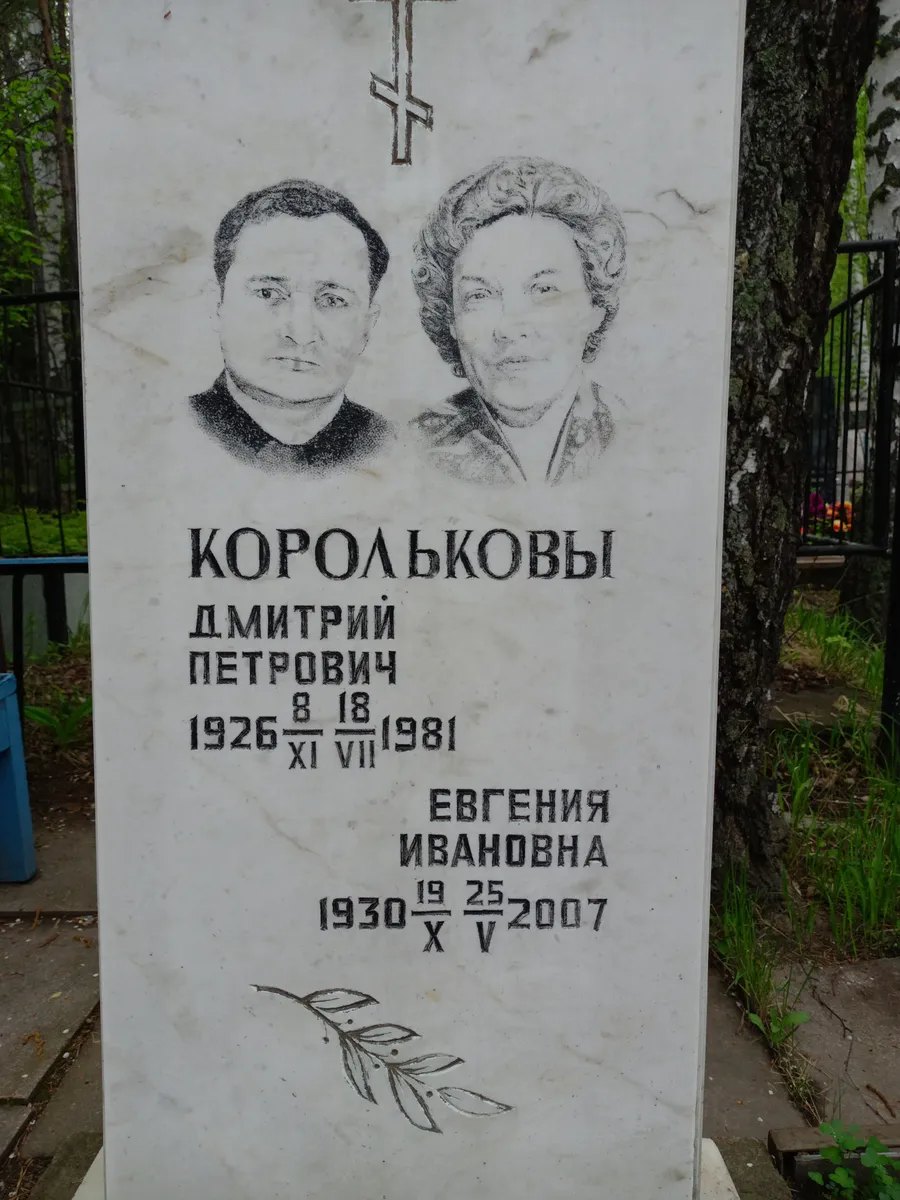 КОРОЛЬКОВЫ
ДМИТРИЙ
ПЕТРОВИЧ
1926 8/XI 18/VII 1981
ЕВГЕНИЯ
ИВАНОВНА
1930 19/X 25/V 2007